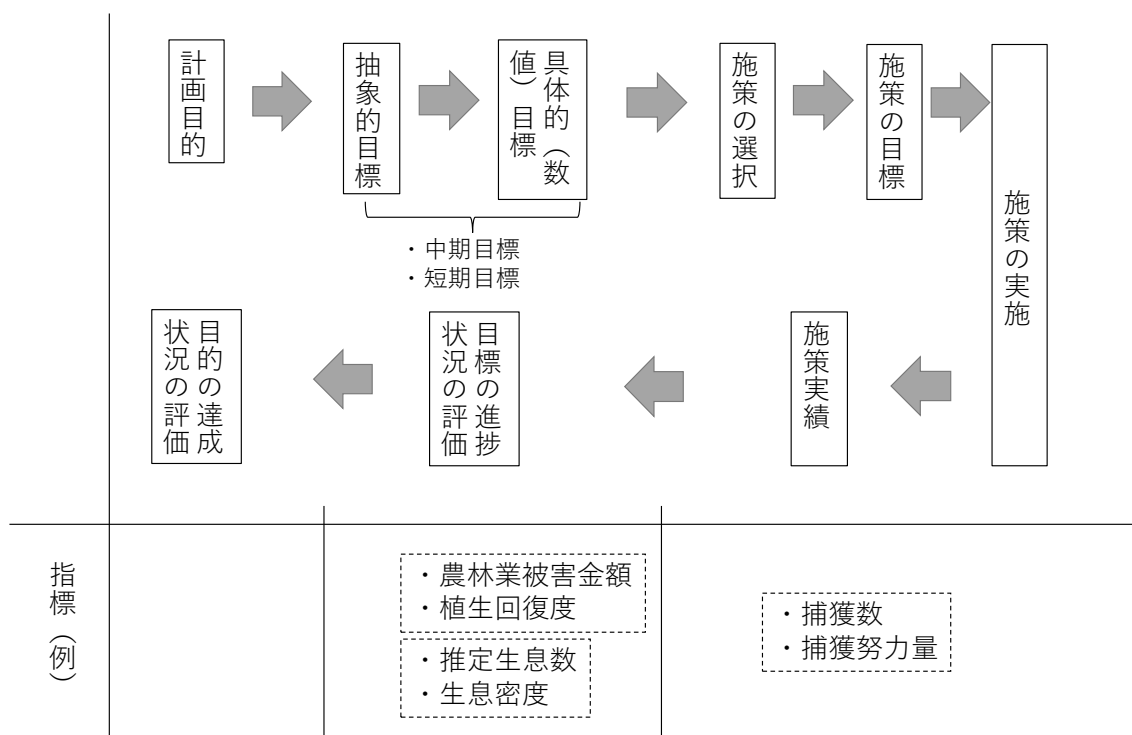 計画目的
抽象的目標
具体的（数
値）目標
施策の選択
施策の目標
施策の実施
・中期目標
・短期目標
目的の達成
状況の評価
目標の進捗
状況の評価
施策実績
指標（例）
・農林業被害金額
・植生回復度
・推定生息数
・生息密度
・捕獲数
・捕獲努力量